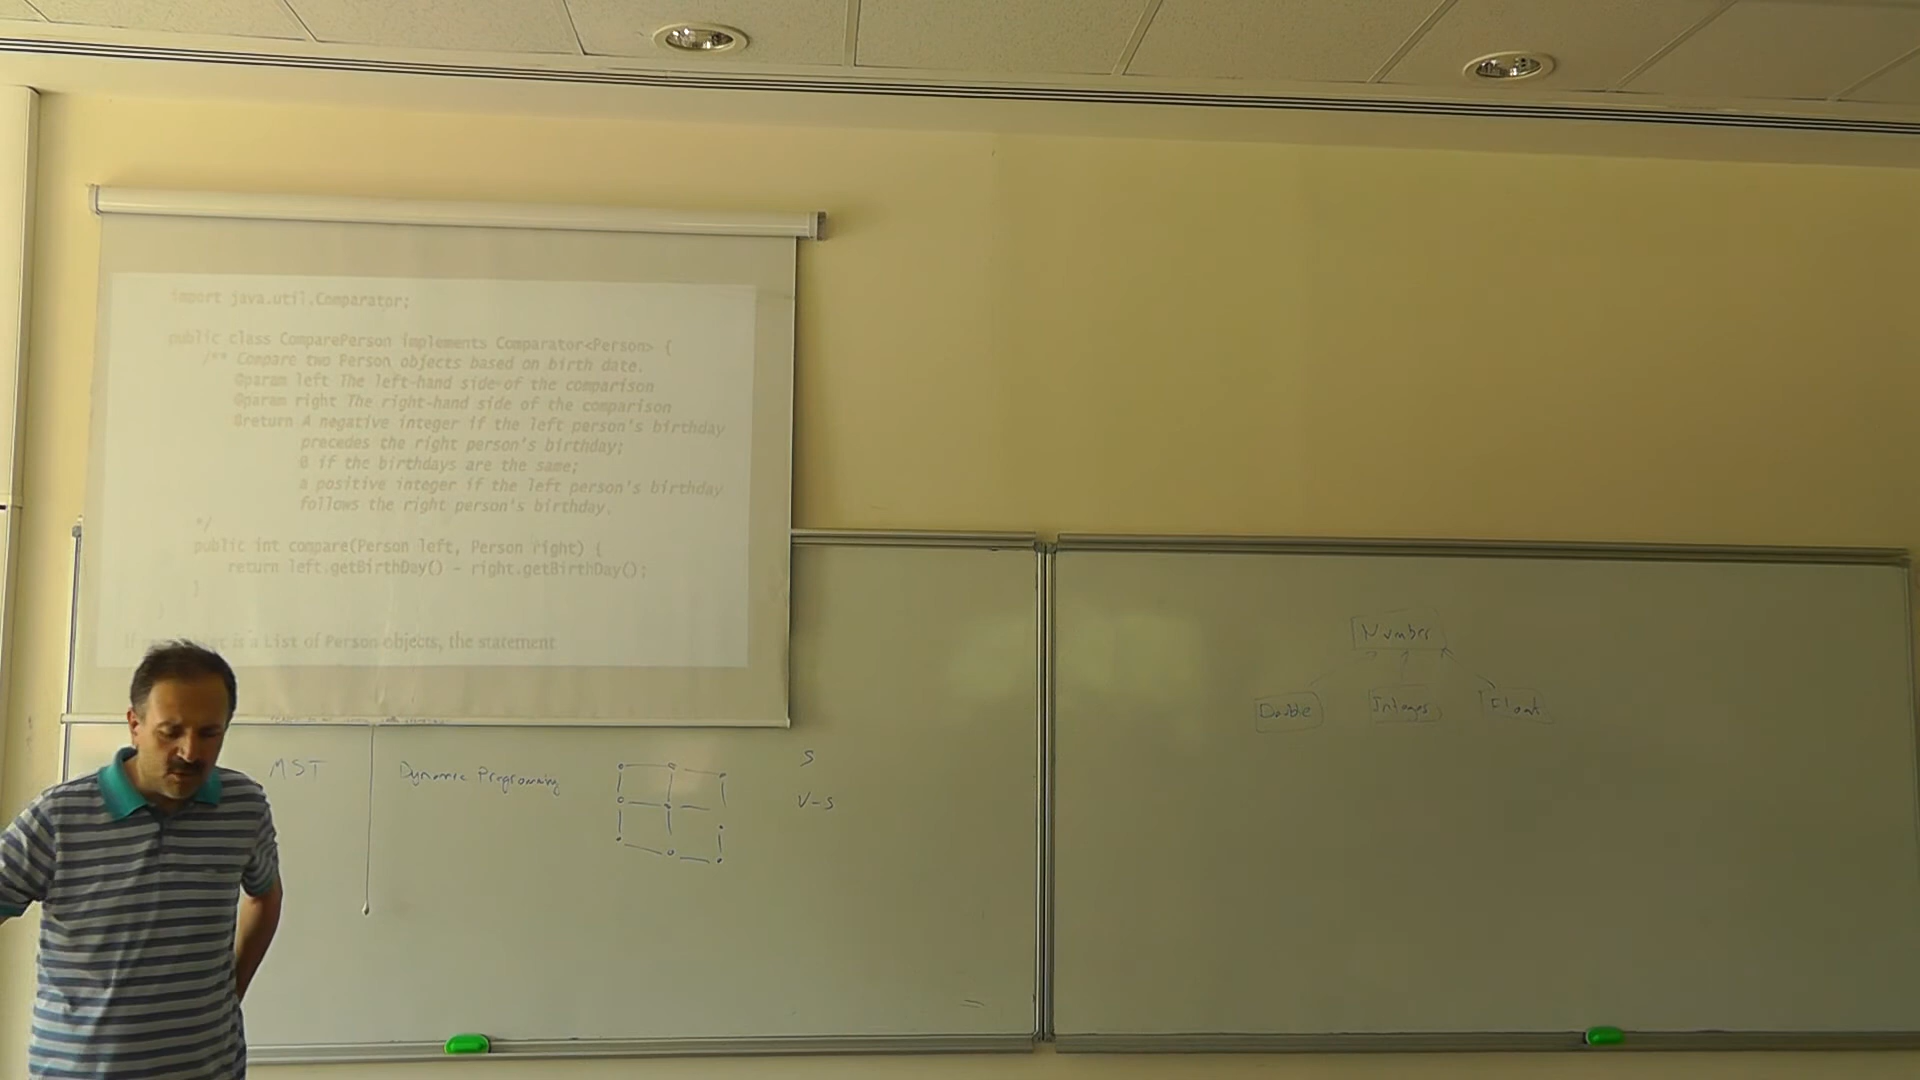 import java.util.Comparator;
public class ComparePerson implements Comparator<Person> {
/** Compare two Person objects based on birth date.
@param left The left-hand side of the comparison
@param right The right-hand side of the comparison
@return A negative integer if the left person's birthday
precedes the right person's birthday;
0 if the birthdays are the same;
a positive integer if the left person's birthday
follows the right person's birthday.
*/
public int compare(Person left, Person right) {
return left.getBirthDay() - right.getBirthDay();
}
}
If is a List of Person objects, the statement
MST
Dynamic Programming
S
V-S
Number
Double Integer Float